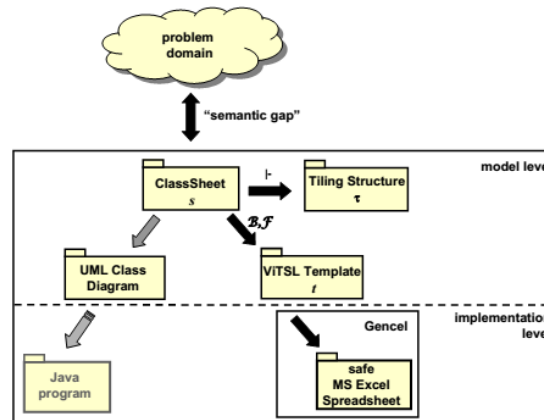 problem
domain
"semantic gap"
model level
ClassSheet
s
⊢
Tiling Structure
τ
ℬ,ℱ
UML Class
Diagram
ViTSL Template
t
implementation
level
Gencel
Java
program
safe
MS Excel
Spreadsheet